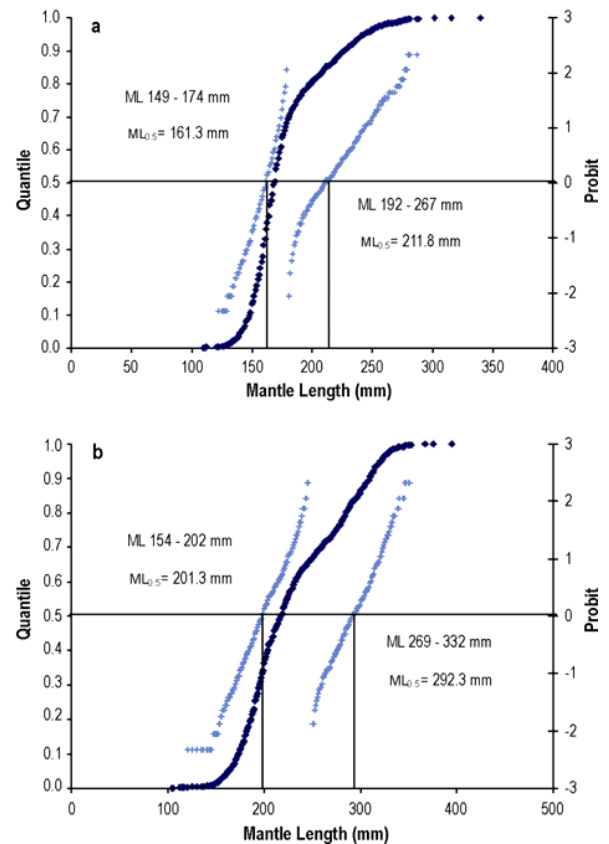 a
1.0
0.9
0.8
0.7
0.6
0.5
0.4
0.3
0.2
0.1
0.0
Quantile
3
2
1
0
-1
-2
-3
Probit
ML 149 - 174 mm
ML0.5= 161.3 mm
ML 192 - 267 mm
ML0.5= 211.8 mm
0 50 100 150 200 250 300 350 400
Mantle Length (mm)
b
1.0
0.9
0.8
0.7
0.6
0.5
0.4
0.3
0.2
0.1
0.0
Quantile
3
2
1
0
-1
-2
-3
Probit
ML 154 - 202 mm
ML0.5= 201.3 mm
ML 269 - 332 mm
ML0.5= 292.3 mm
0 100 200 300 400 500
Mantle Length (mm)